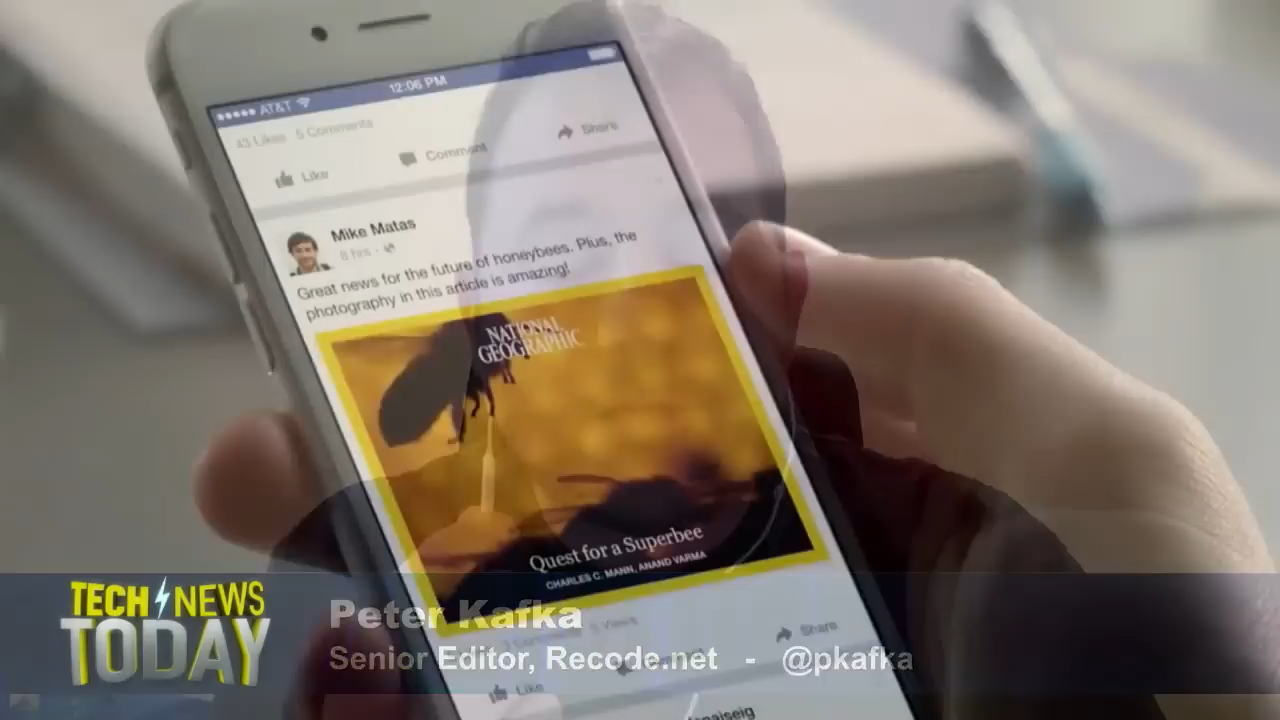 AT&T
12:06 PM
43 Likes 5 Comments
Like
Comment
Share
Mike Matas
8 hrs
Great news for the future of honeybees. Plus, the
photography in this article is amazing!
NATIONAL
GEOGRAPHIC
Quest for a Superbee
CHARLES C. MANN, ANAND VARMA
Like
Share
TECH NEWS
TODAY
Peter Kafka
Senior Editor, Recode.net - @pkafka